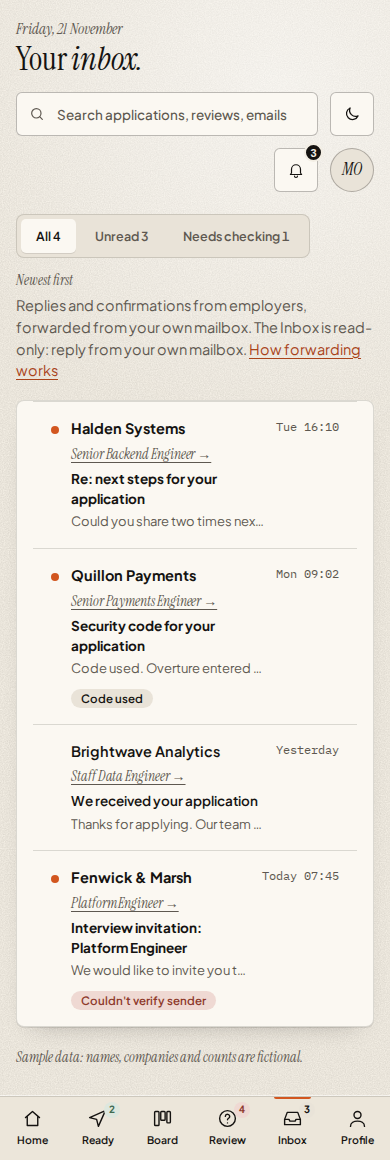 Friday, 21 November
Your inbox.
Search applications, reviews, emails
3
MO
All 4 Unread 3 Needs checking 1
Newest first
Replies and confirmations from employers,
forwarded from your own mailbox. The Inbox is read-
only: reply from your own mailbox. How forwarding
works
Halden Systems Tue 16:10
Senior Backend Engineer →
Re: next steps for your
application
Could you share two times nex…
Quillon Payments Mon 09:02
Senior Payments Engineer →
Security code for your
application
Code used. Overture entered …
Code used
Brightwave Analytics Yesterday
Staff Data Engineer →
We received your application
Thanks for applying. Our team …
Fenwick & Marsh Today 07:45
Platform Engineer →
Interview invitation:
Platform Engineer
We would like to invite you t…
Couldn't verify sender
Sample data: names, companies and counts are fictional.
2 4 3
Home Ready Board Review Inbox Profile